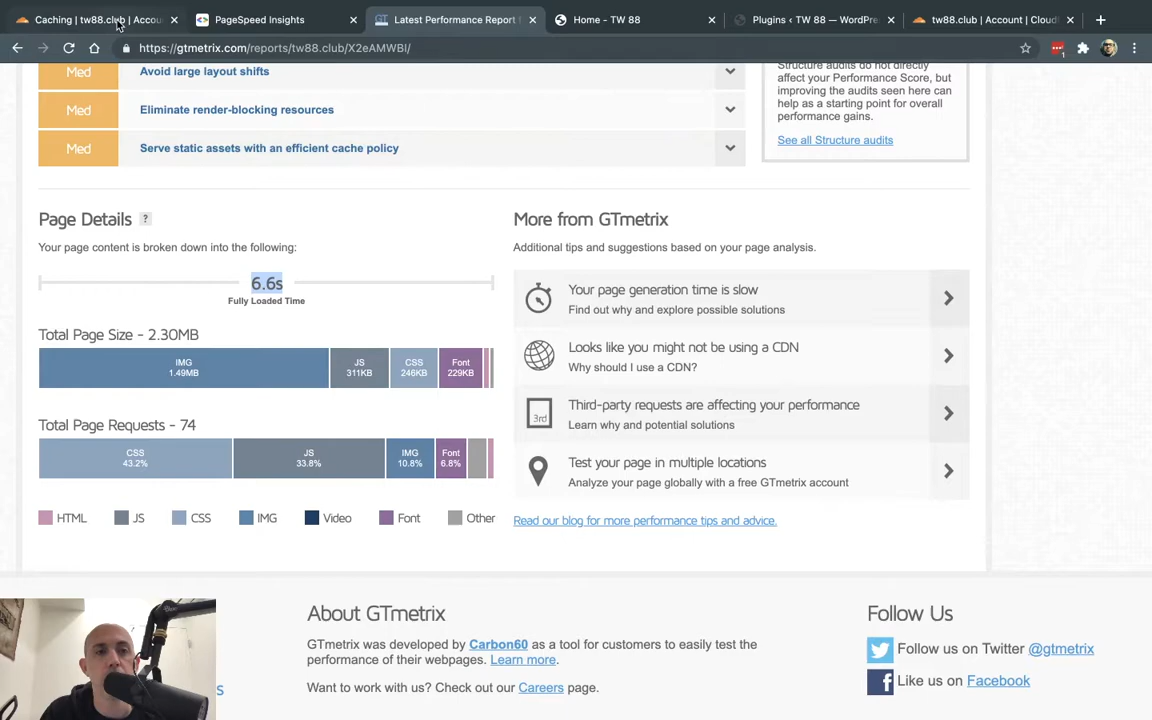 Caching | tw88.club | Accou
PageSpeed Insights
Latest Performance Report f
Home - TW 88
Plugins ‹ TW 88 — WordPre
tw88.club | Account | Cloudf
https://gtmetrix.com/reports/tw88.club/X2eAMWBI/
Med
Avoid large layout shifts
Med
Eliminate render-blocking resources
Med
Serve static assets with an efficient cache policy
Structure audits do not directly
affect your Performance Score, but
improving the audits seen here can
help as a starting point for overall
performance gains.
See all Structure audits
Page Details ?
Your page content is broken down into the following:
6.6s
Fully Loaded Time
Total Page Size - 2.30MB
IMG
1.49MB
JS
311KB
CSS
246KB
Font
229KB
Total Page Requests - 74
CSS
43.2%
JS
33.8%
IMG
10.8%
Font
6.8%
HTML
JS
CSS
IMG
Video
Font
Other
More from GTmetrix
Additional tips and suggestions based on your page analysis.
Your page generation time is slow
Find out why and explore possible solutions
Looks like you might not be using a CDN
Why should I use a CDN?
3rd
Third-party requests are affecting your performance
Learn why and potential solutions
Test your page in multiple locations
Analyze your page globally with a free GTmetrix account
Read our blog for more performance tips and advice.
About GTmetrix
GTmetrix was developed by Carbon60 as a tool for customers to easily test the
performance of their webpages. Learn more.
Want to work with us? Check out our Careers page.
Follow Us
Follow us on Twitter @gtmetrix
Like us on Facebook